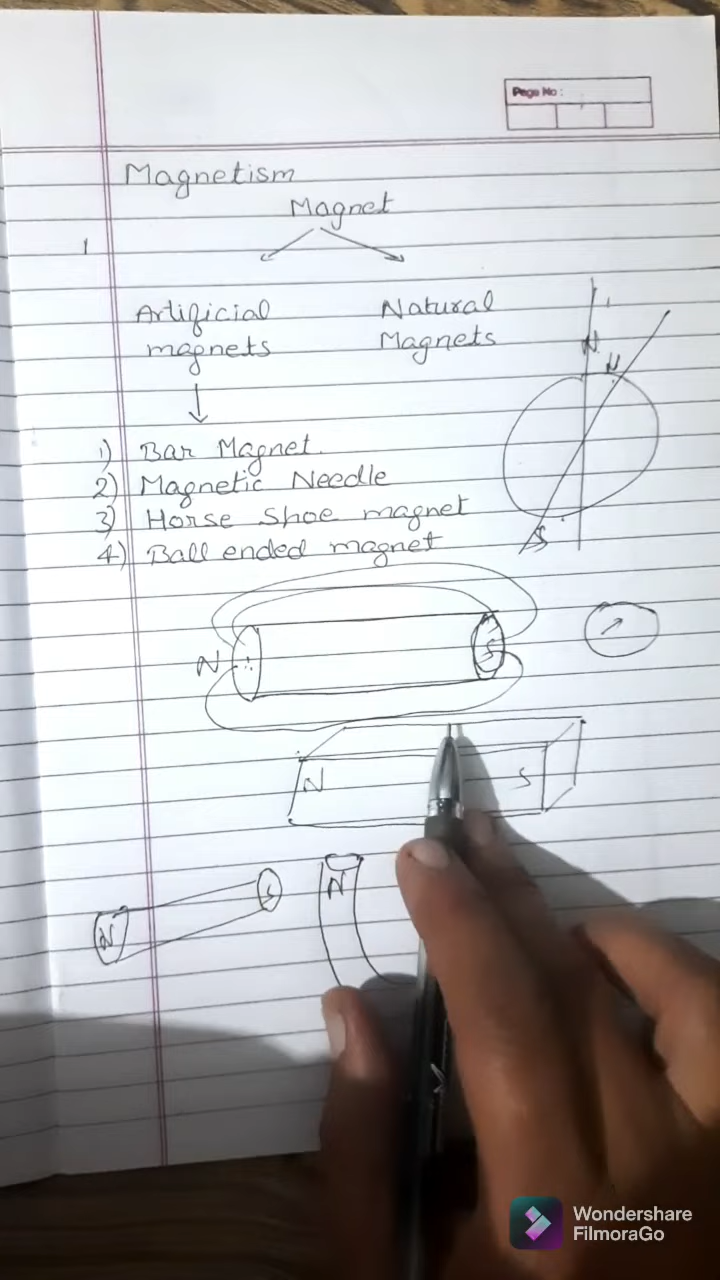 Page No :
Magnetism
Magnet
1
Artificial magnets
Natural Magnets
1) Bar Magnet.
2) Magnetic Needle
3) Horse Shoe magnet
4) Ball ended magnet
N
N
S
N
S
N
S
N
S
N
Wondershare
FilmoraGo